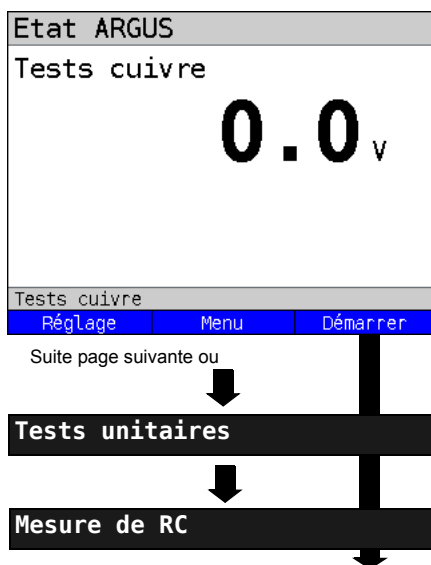 Etat ARGUS
Tests cuivre
0.0 V
Tests cuivre
Réglage Menu Démarrer
Suite page suivante ou
Tests unitaires
Mesure de RC